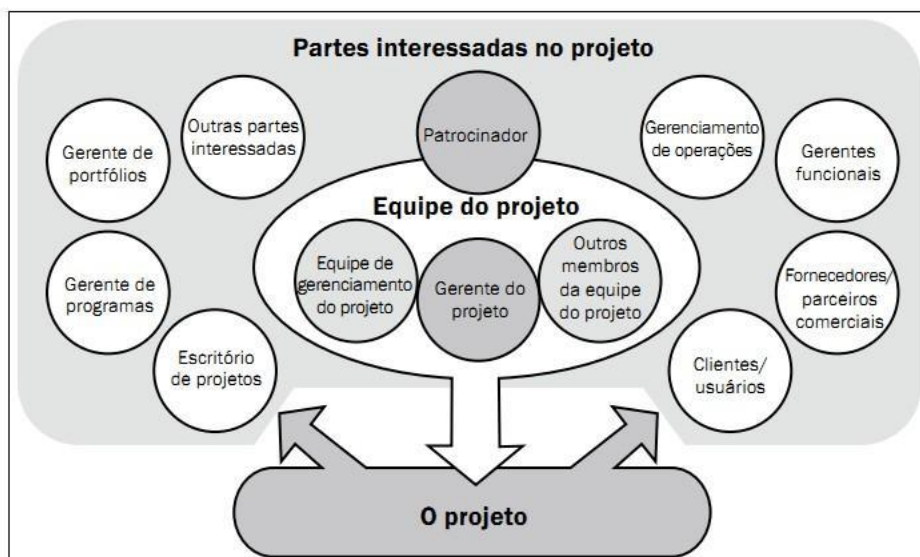 Partes interessadas no projeto
Gerente de
portfólios
Outras partes
interessadas
Patrocinador
Gerenciamento
de operações
Gerentes
funcionais
Equipe do projeto
Equipe de
gerenciamento
do projeto
Gerente do
projeto
Outros
membros
da equipe
do projeto
Gerente de
programas
Fornecedores/
parceiros
comerciais
Escritório
de projetos
Clientes/
usuários
O projeto